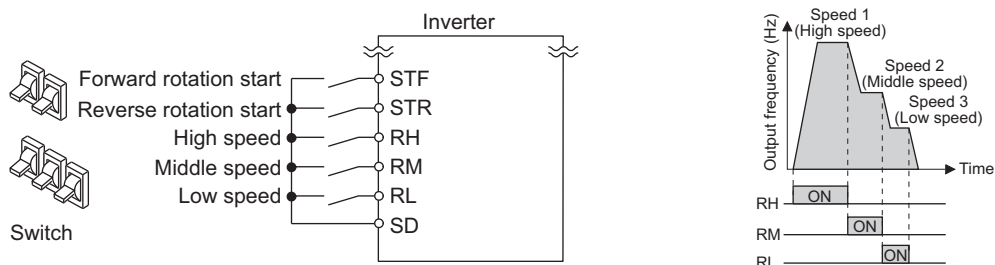 Inverter
Forward rotation start
STF
Reverse rotation start
STR
High speed
RH
Middle speed
RM
Low speed
RL
SD
Switch
Output frequency (Hz)
Speed 1
(High speed)
Speed 2
(Middle speed)
Speed 3
(Low speed)
Time
RH
ON
RM
ON
RL
ON